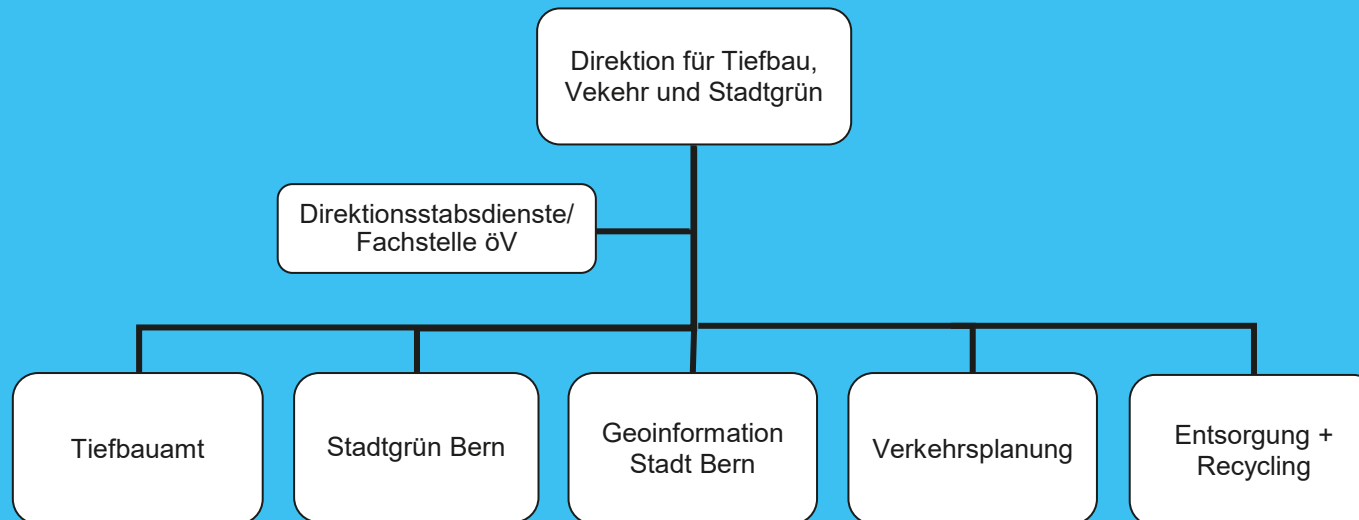 Direktion für Tiefbau,
Vekehr und Stadtgrün
Direktionsstabsdienste/
Fachstelle öV
Tiefbauamt
Stadtgrün Bern
Geoinformation
Stadt Bern
Verkehrsplanung
Entsorgung +
Recycling